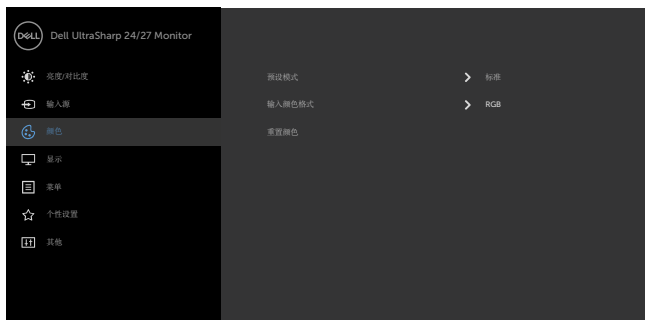 DELL Dell UltraSharp 24/27 Monitor
亮度/对比度
预设模式 标准
输入源
输入颜色格式 RGB
颜色
重置颜色
显示
菜单
个性设置
其他